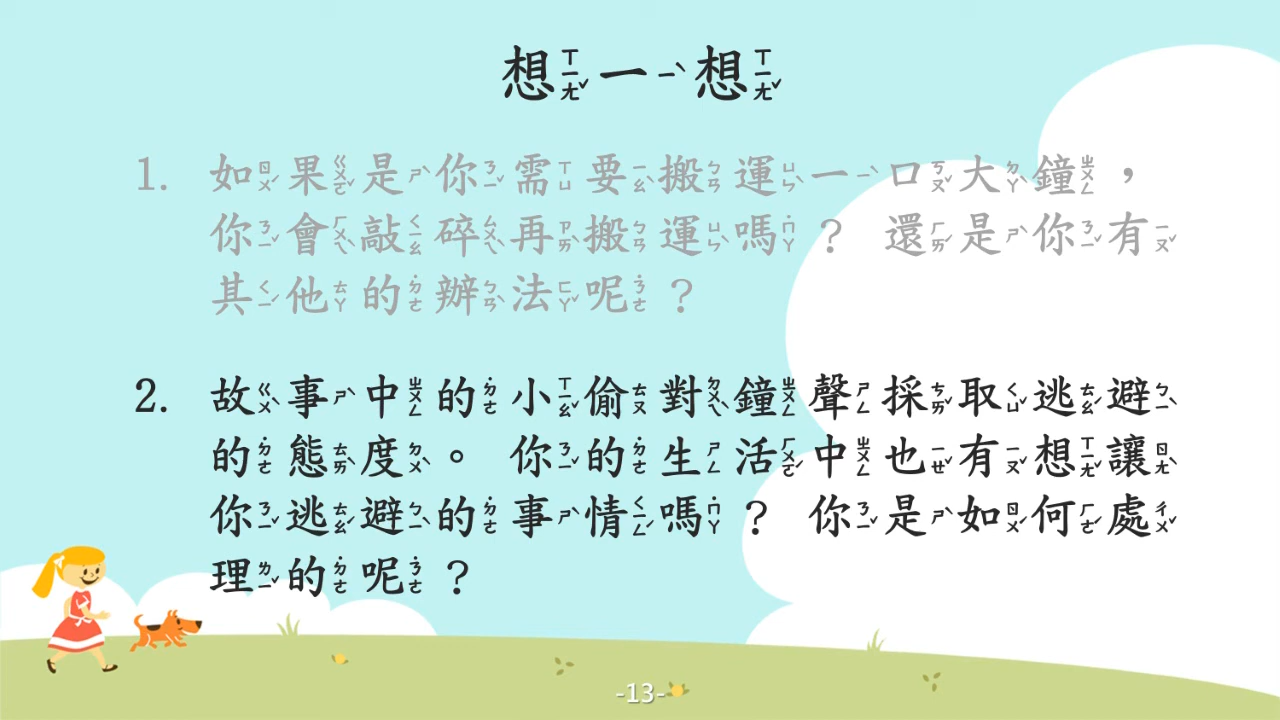 想一想
1. 如果是你需要搬運一口大鐘，
你會敲碎再搬運嗎？ 還是你有
其他的辦法呢？
2. 故事中的小偷對鐘聲採取逃避
的態度。 你的生活中也有想讓
你逃避的事情嗎？ 你是如何處
理的呢？
-13-